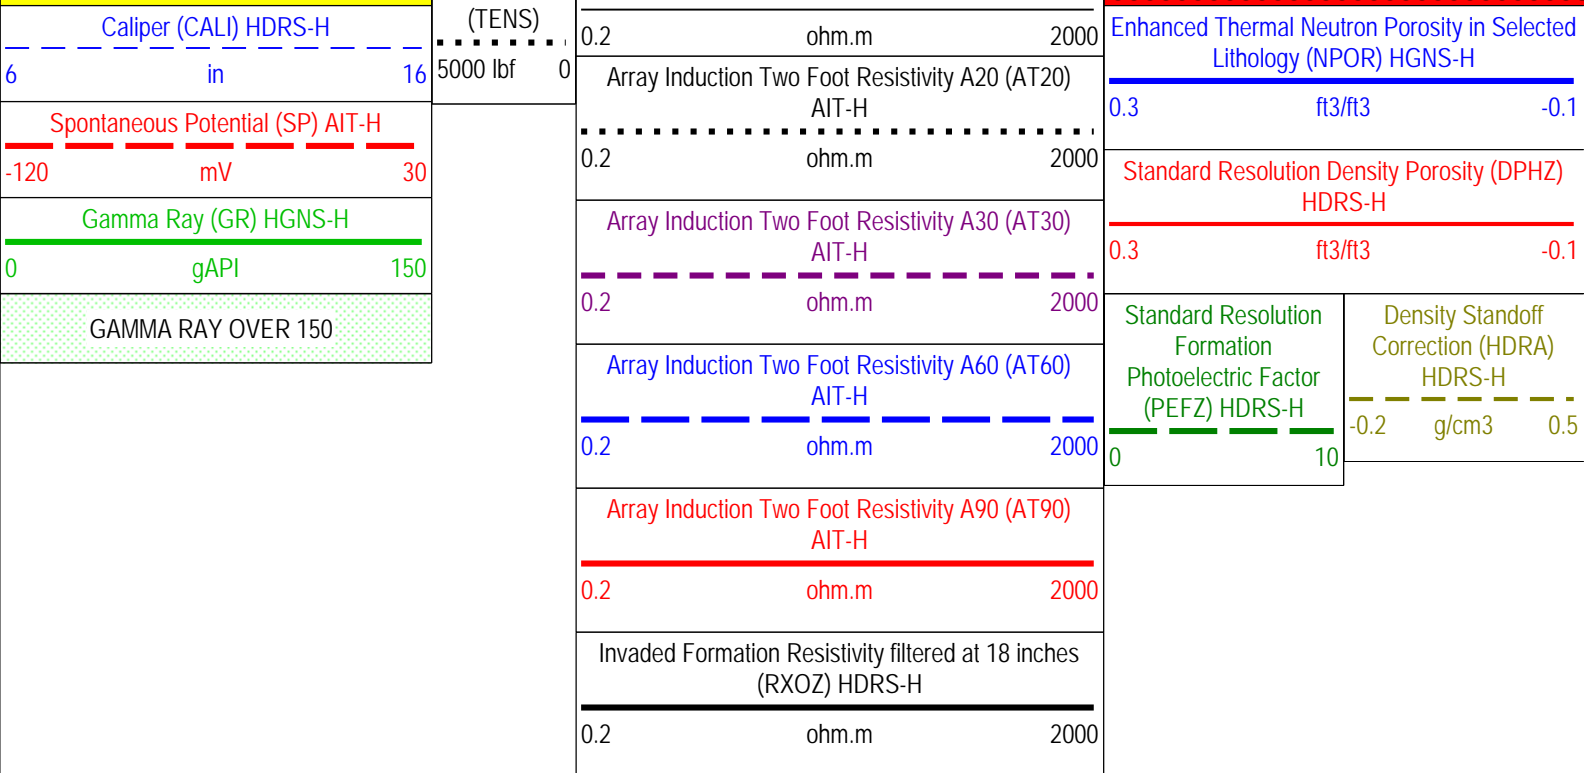 Caliper (CALI) HDRS-H
6 in 16
Spontaneous Potential (SP) AIT-H
-120 mV 30
Gamma Ray (GR) HGNS-H
0 gAPI 150
GAMMA RAY OVER 150
(TENS)
5000 lbf 0
0.2 ohm.m 2000
Array Induction Two Foot Resistivity A20 (AT20)
AIT-H
0.2 ohm.m 2000
Array Induction Two Foot Resistivity A30 (AT30)
AIT-H
0.2 ohm.m 2000
Array Induction Two Foot Resistivity A60 (AT60)
AIT-H
0.2 ohm.m 2000
Array Induction Two Foot Resistivity A90 (AT90)
AIT-H
0.2 ohm.m 2000
Invaded Formation Resistivity filtered at 18 inches
(RXOZ) HDRS-H
0.2 ohm.m 2000
Enhanced Thermal Neutron Porosity in Selected
Lithology (NPOR) HGNS-H
0.3 ft3/ft3 -0.1
Standard Resolution Density Porosity (DPHZ)
HDRS-H
0.3 ft3/ft3 -0.1
Standard Resolution
Formation
Photoelectric Factor
(PEFZ) HDRS-H
0 10
Density Standoff
Correction (HDRA)
HDRS-H
-0.2 g/cm3 0.5